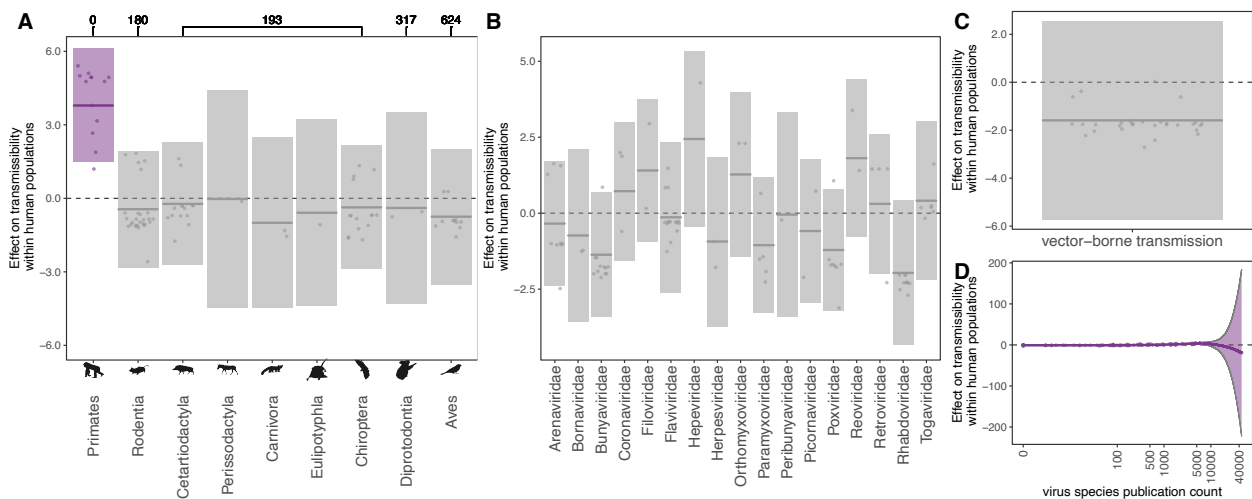 A
0
180
193
317
624
Effect on transmissibility
within human populations
6.0
3.0
0.0
−3.0
−6.0
Primates
Rodentia
Cetartiodactyla
Perissodactyla
Carnivora
Eulipotyphla
Chiroptera
Diprotodontia
Aves
B
Effect on transmissibility
within human populations
5.0
2.5
0.0
−2.5
Arenaviridae
Bornaviridae
Bunyaviridae
Coronaviridae
Filoviridae
Flaviviridae
Hepeviridae
Herpesviridae
Orthomyxoviridae
Paramyxoviridae
Peribunyaviridae
Picornaviridae
Poxviridae
Reoviridae
Retroviridae
Rhabdoviridae
Togaviridae
C
Effect on transmissibility
within human populations
2.0
0.0
−2.0
−4.0
−6.0
vector−borne transmission
D
Effect on transmissibility
within human populations
200
100
0
−100
−200
0
100
500
1000
5000
10000
40000
virus species publication count